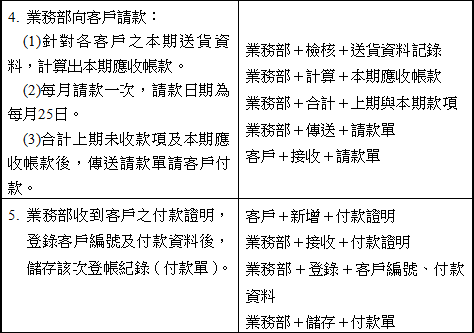 4. 業務部向客戶請款：
(1)針對各客戶之本期送貨資
料，計算出本期應收帳款。
(2)每月請款一次，請款日期為
每月25日。
(3)合計上期未收款項及本期應
收帳款後，傳送請款單請客戶付
款。
業務部＋檢核＋送貨資料記錄
業務部＋計算＋本期應收帳款
業務部＋合計＋上期與本期款項
業務部＋傳送＋請款單
客戶＋接收＋請款單
5. 業務部收到客戶之付款證明，
登錄客戶編號及付款資料後，
儲存該次登帳紀錄（付款單）。
客戶＋新增＋付款證明
業務部＋接收＋付款證明
業務部＋登錄＋客戶編號、付款
資料
業務部＋儲存＋付款單